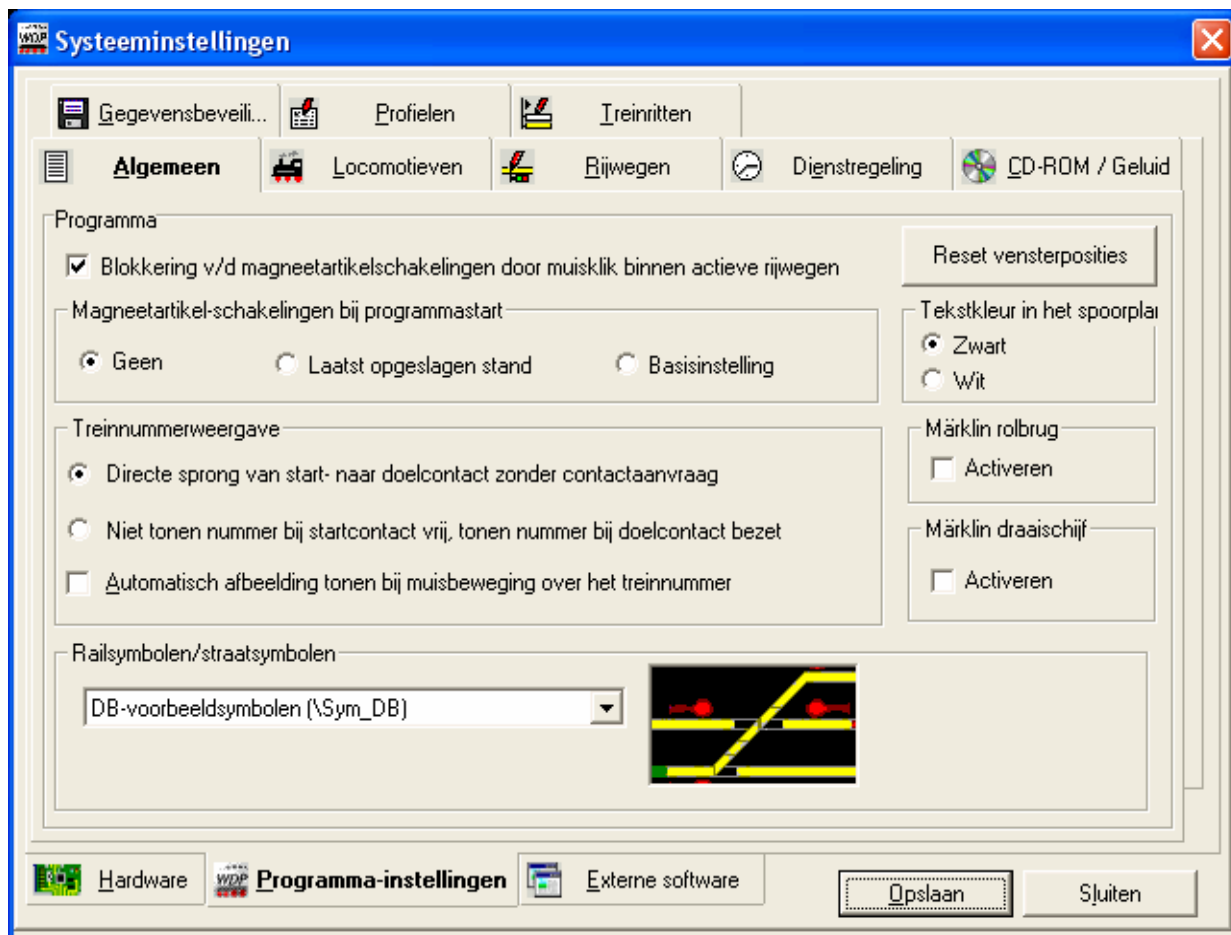 WDP Systeeminstellingen
Gegevensbeveili... Profielen Treinritten
Algemeen Locomotieven Rijwegen Dienstregeling CD-ROM / Geluid
Programma
Blokkering v/d magneetartikelschakelingen door muisklik binnen actieve rijwegen
Reset vensterposities
Magneetartikel-schakelingen bij programmastart
Geen Laatst opgeslagen stand Basisinstelling
Tekstkleur in het spoorplan
Zwart
Wit
Treinnummerweergave
Directe sprong van start- naar doelcontact zonder contactaanvraag
Niet tonen nummer bij startcontact vrij, tonen nummer bij doelcontact bezet
Automatisch afbeelding tonen bij muisbeweging over het treinnummer
Märklin rolbrug
Activeren
Märklin draaischijf
Activeren
Railsymbolen/straatsymbolen
DB-voorbeeldsymbolen (\Sym_DB)
Hardware WDP Programma-instellingen Externe software
Opslaan Sluiten